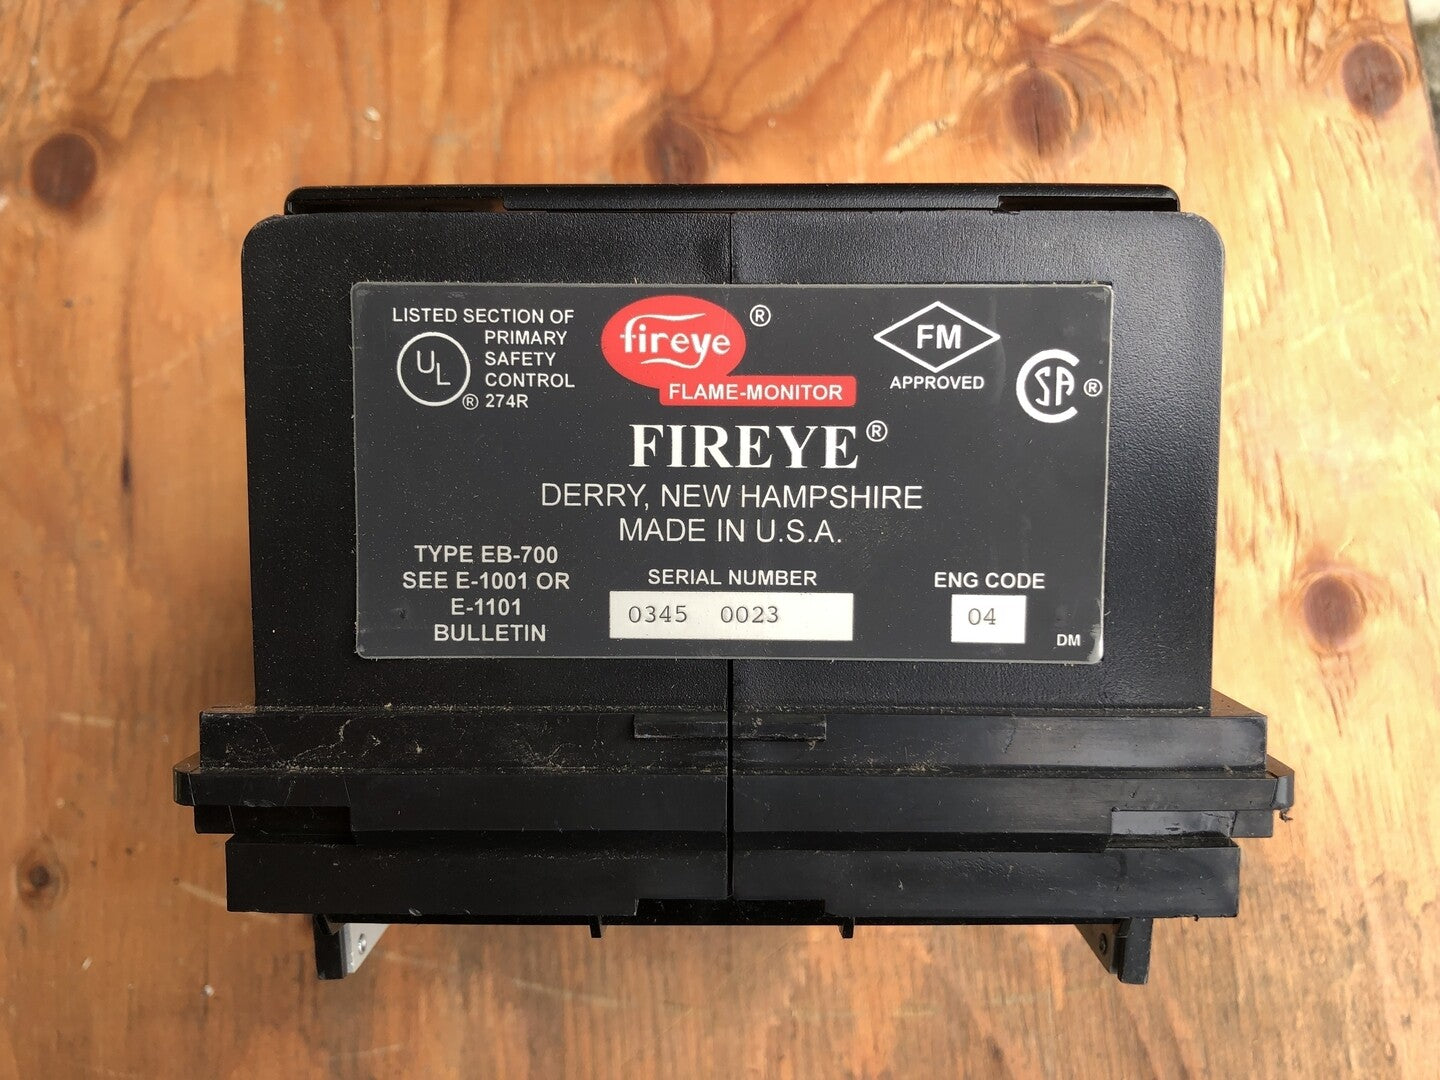 LISTED SECTION OF
UL
®
PRIMARY
SAFETY
CONTROL
274R
fireye®
FLAME-MONITOR
FM
APPROVED
SA®
FIREYE®
DERRY, NEW HAMPSHIRE
MADE IN U.S.A.
TYPE EB-700
SEE E-1001 OR
E-1101
BULLETIN
SERIAL NUMBER
0345 0023
ENG CODE
04
DM